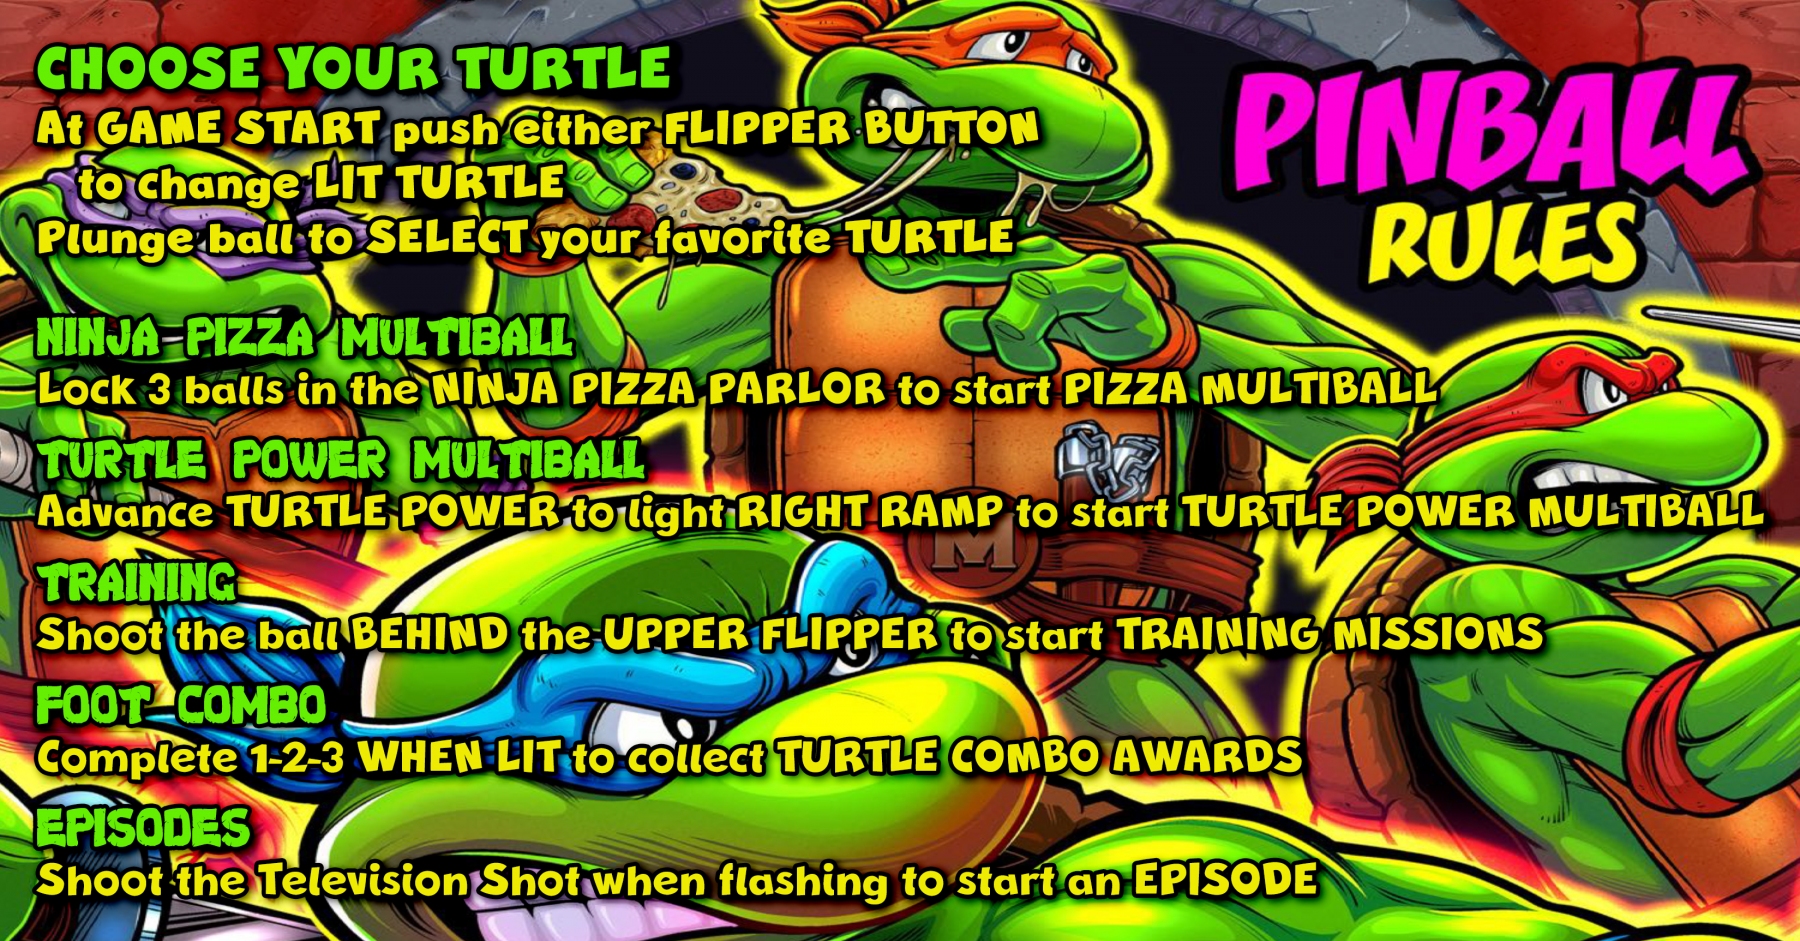 CHOOSE YOUR TURTLE
At GAME START push either FLIPPER BUTTON
to change LIT TURTLE
Plunge ball to SELECT your favorite TURTLE
PINBALL
RULES
NINJA PIZZA MULTIBALL
Lock 3 balls in the NINJA PIZZA PARLOR to start PIZZA MULTIBALL
TURTLE POWER MULTIBALL
Advance TURTLE POWER to light RIGHT RAMP to start TURTLE POWER MULTIBALL
M
TRAINING
Shoot the ball BEHIND the UPPER FLIPPER to start TRAINING MISSIONS
FOOT COMBO
Complete 1-2-3 WHEN LIT to collect TURTLE COMBO AWARDS
EPISODES
Shoot the Television Shot when flashing to start an EPISODE